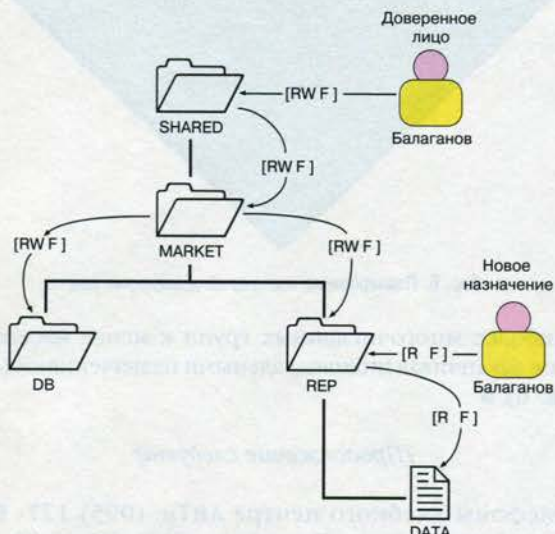 Доверенное
лицо
[RW F]
Балаганов
SHARED
[RW F]
[RW F]
MARKET
[RW F]
Новое
назначение
DB
REP
[R F]
Балаганов
[R F]
DATA